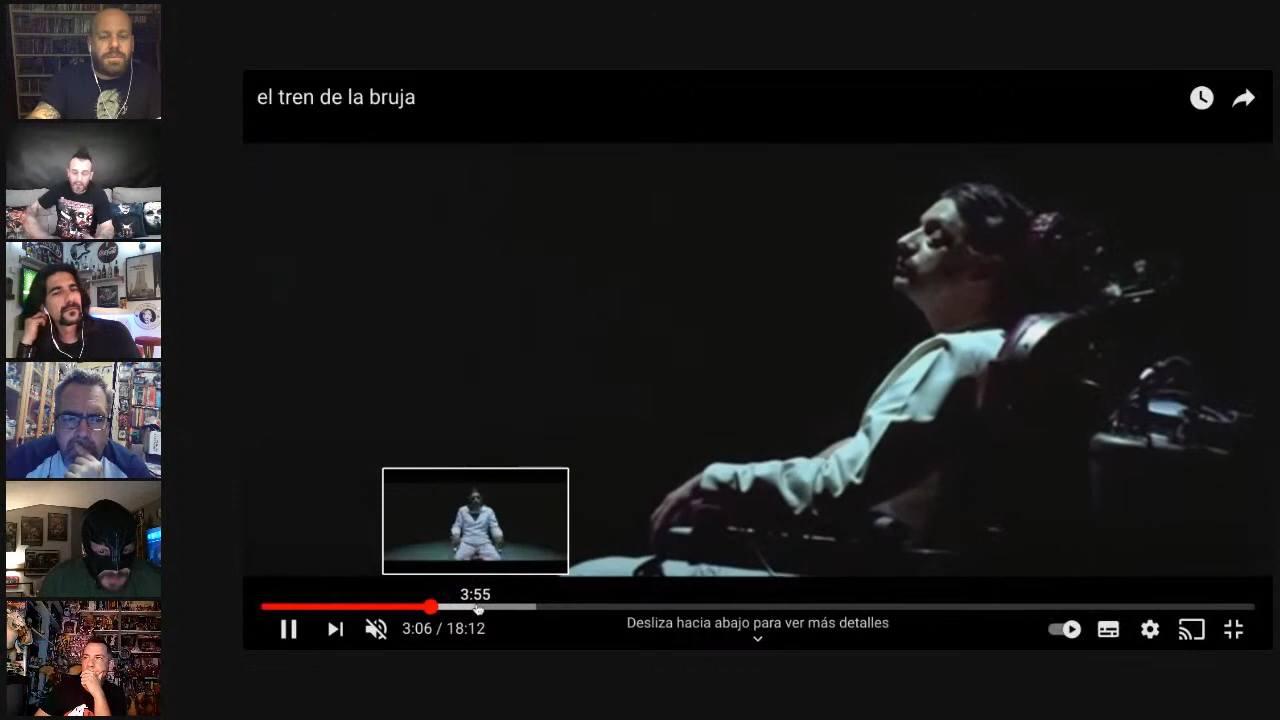 el tren de la bruja
3:55
3:06 / 18:12
Desliza hacia abajo para ver más detalles